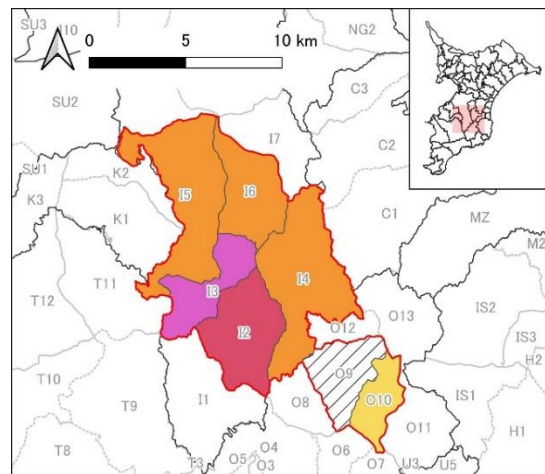 SU3
I10
NG2
0
5
10 km
SU2
C3
I7
C2
SU1
K2
K3
I5
I6
K1
C1
MZ
M2
T11
I3
I4
T12
IS2
O12
O13
I2
IS3
H2
O9
T10
T9
I1
O8
O10
IS1
O11
H1
T8
T3
O5
O4
O3
O6
O7
U3
U5